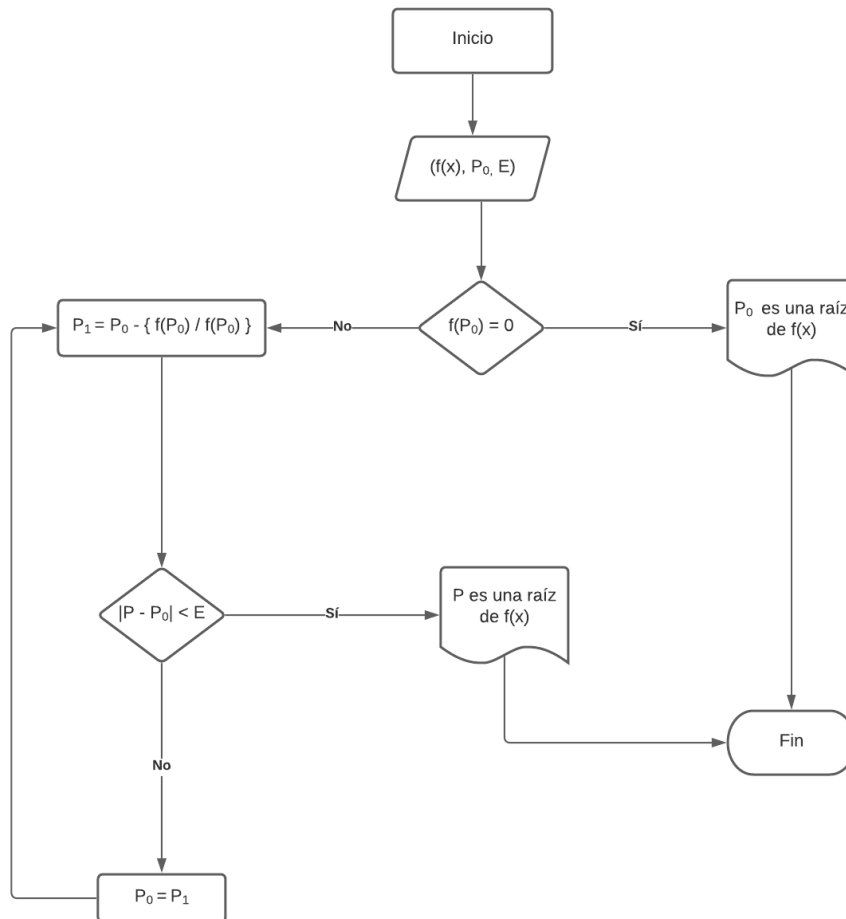 Inicio
(f(x), P₀, E)
f(P₀) = 0
No
Sí
P₁ = P₀ - { f(P₀) / f(P₀) }
P₀ es una raíz
de f(x)
|P - P₀| < E
Sí
P es una raíz
de f(x)
No
Fin
P₀ = P₁